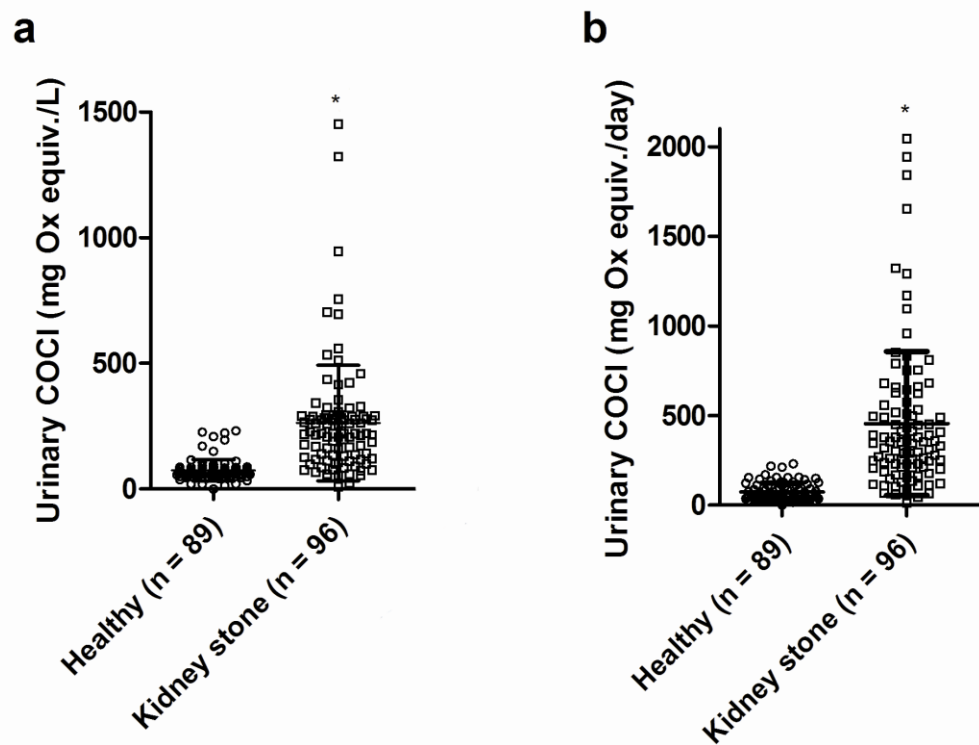 a
Urinary COCI (mg Ox equiv./L)
1500
1000
500
0
*
Healthy (n = 89)
Kidney stone (n = 96)
b
Urinary COCI (mg Ox equiv./day)
2000
1500
1000
500
0
*
Healthy (n = 89)
Kidney stone (n = 96)